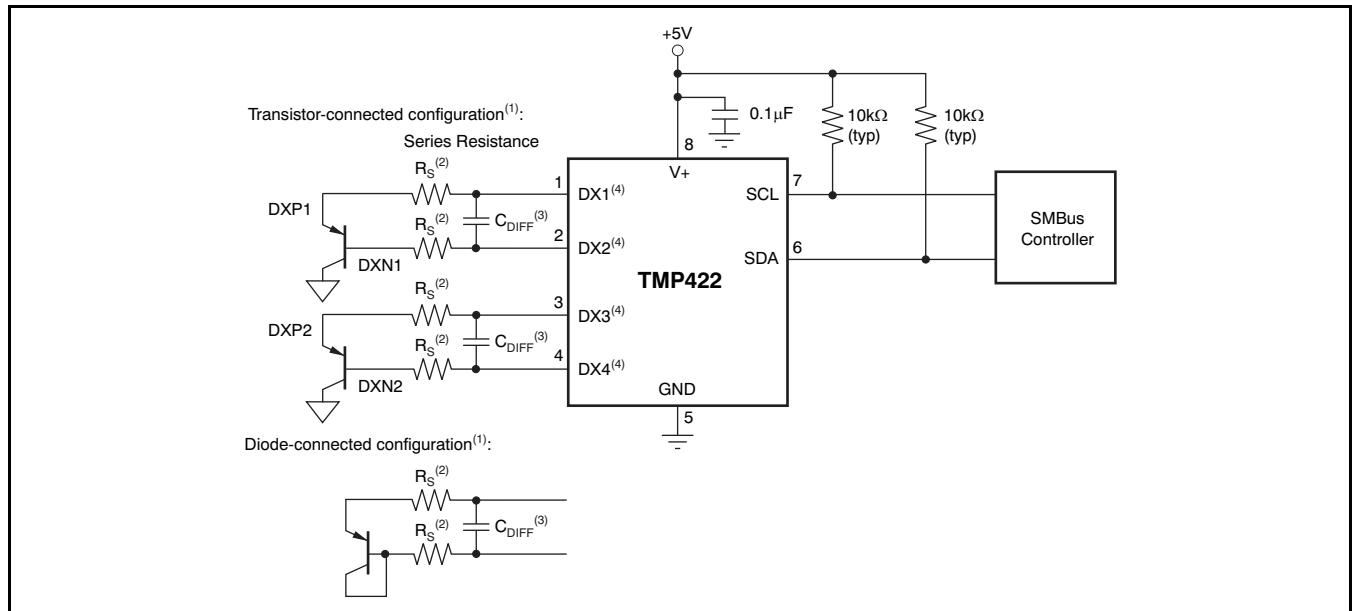 +5V
Transistor-connected configuration(1):
Series Resistance
0.1μF
10kΩ
(typ)
10kΩ
(typ)
8
V+
RS(2)
1
DX1(4)
SCL
7
DXP1
CDIFF(3)
SMBus
Controller
RS(2)
2
DX2(4)
DXN1
SDA
6
TMP422
RS(2)
3
DX3(4)
DXP2
CDIFF(3)
RS(2)
4
DX4(4)
DXN2
GND
5
Diode-connected configuration(1):
RS(2)
CDIFF(3)
RS(2)